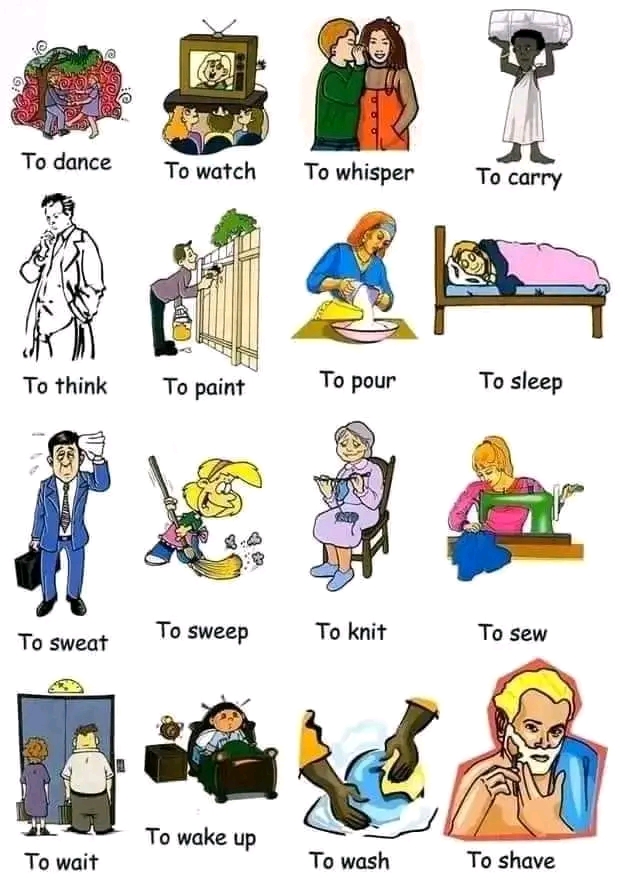 To dance
To watch
To whisper
To carry
To think
To paint
To pour
To sleep
To sweat
To sweep
To knit
To sew
To wait
To wake up
To wash
To shave